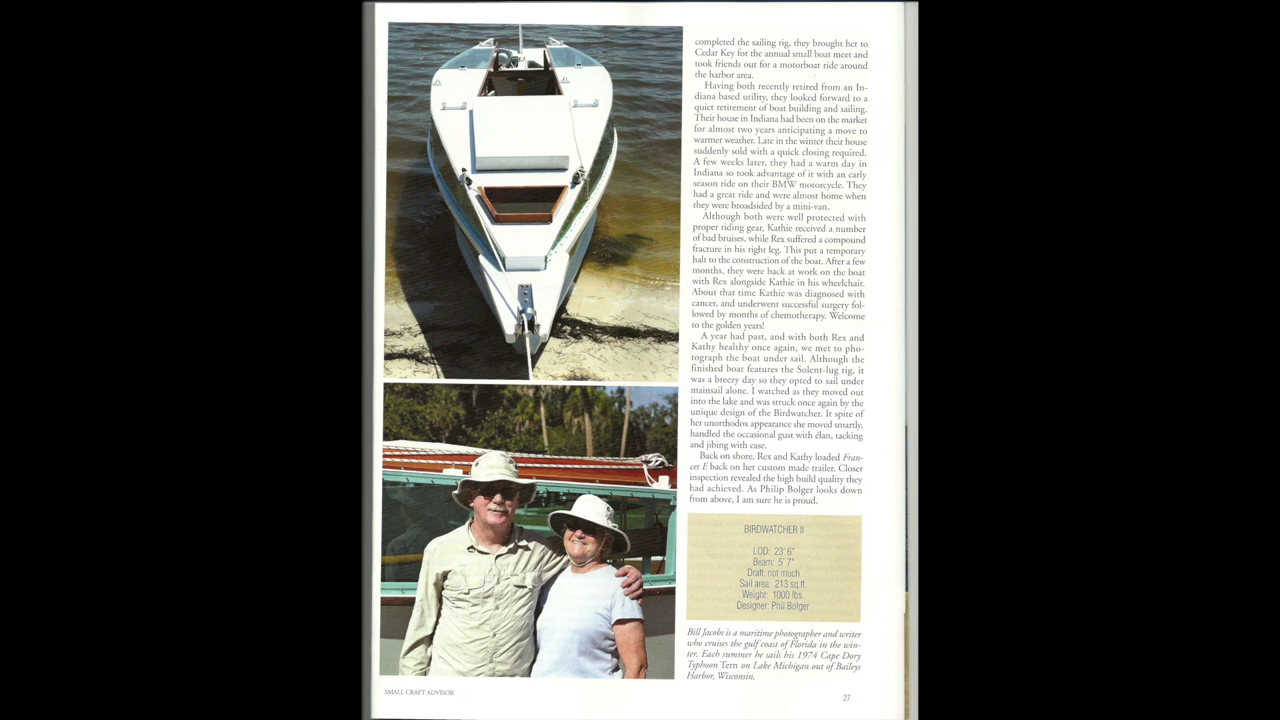 completed the sailing rig, they brought her to
Cedar Key for the annual small boat meet and
took friends out for a motorboat ride around
the harbor area.
Having both recently retired from an In-
diana based utility, they looked forward to a
quiet retirement of boat building and sailing.
Their house in Indiana had been on the market
for almost two years anticipating a move to
warmer weather. Late in the winter their house
suddenly sold with a quick closing required.
A few weeks later, they had a warm day in
Indiana so took advantage of it with an early
season ride on their BMW motorcycle. They
had a great ride and were almost home when
they were broadsided by a mini-van.
Although both were well protected with
proper riding gear, Kathie received a number
of bad bruises, while Rex suffered a compound
fracture in his right leg. This put a temporary
halt to the construction of the boat. After a few
months, they were back at work on the boat
with Rex alongside Kathie in his wheelchair.
About that time Kathie was diagnosed with
cancer, and underwent successful surgery fol-
lowed by months of chemotherapy. Welcome
to the golden years!
A year had past, and with both Rex and
Kathy healthy once again, we met to pho-
tograph the boat under sail. Although the
finished boat features the Solent-lug rig, it
was a breezy day so they opted to sail under
mainsail alone. I watched as they moved out
into the lake and was struck once again by the
unique design of the Birdwatcher. It spite of
her unorthodox appearance she moved smartly,
handled the occasional gust with élan, tacking
and jibing with ease.
Back on shore, Rex and Kathy loaded Fran-
ces E back on her custom made trailer. Closer
inspection revealed the high build quality they
had achieved. As Philip Bolger looks down
from above, I am sure he is proud.
BIRDWATCHER II
LOD: 23' 6"
Beam: 5' 7"
Draft: not much
Sail area: 213 sq.ft.
Weight: 1000 lbs.
Designer: Phil Bolger
Bill Jacobs is a maritime photographer and writer
who cruises the gulf coast of Florida in the win-
ter. Each summer he sails his 1974 Cape Dory
Typhoon Tern on Lake Michigan out of Baileys
Harbor, Wisconsin.
SMALL CRAFT ADVISOR
27